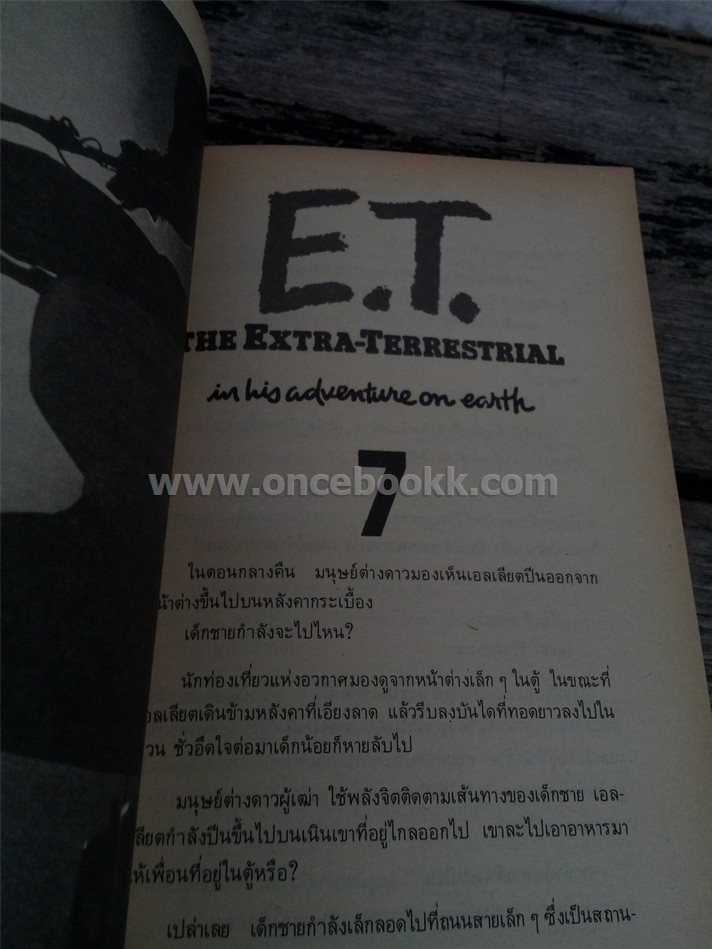 E.T.
THE EXTRA-TERRESTRIAL
in his adventure on earth
7
www.oncebookk.com
ในตอนกลางคืน มนุษย์ต่างดาวมองเห็นเอลเลียตปีนออกจาก
น้าต่างขึ้นไปบนหลังคากระเบื้อง
เด็กชายกำลังจะไปไหน?
นักท่องเที่ยวแห่งอวกาศมองดูจากหน้าต่างเล็ก ๆ ในตู้ ในขณะที่
อลเลียตเดินข้ามหลังคาที่เอียงลาด แล้วรีบลงบันไดที่ทอดยาวลงไปใน
วน ชั่วอึดใจต่อมาเด็กน้อยก็หายลับไป
มนุษย์ต่างดาวผู้เฒ่า ใช้พลังจิตติดตามเส้นทางของเด็กชาย เอล-
ลียตกำลังปีนขึ้นไปบนเนินเขาที่อยู่ไกลออกไป เขาละไปเอาอาหารมา
ห้เพื่อนที่อยู่ในตู้หรือ?
เปล่าเลย เด็กชายกำลังเล็กลอดไปที่ถนนสายเล็ก ๆ ซึ่งเป็นสถาน-